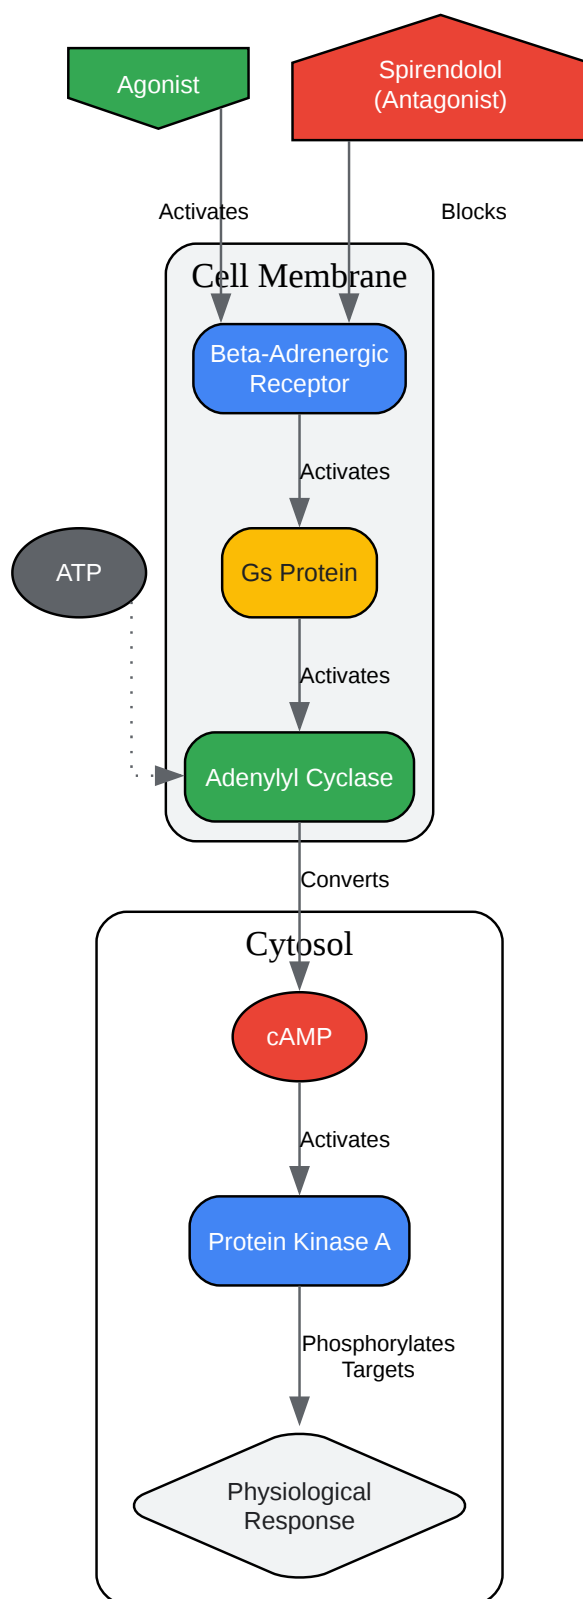 Agonist
Spirendolol
(Antagonist)
Activates
Blocks
Cell Membrane
Beta-Adrenergic
Receptor
Activates
ATP
Gs Protein
Activates
Adenylyl Cyclase
Converts
Cytosol
cAMP
Activates
Protein Kinase A
Phosphorylates
Targets
Physiological
Response